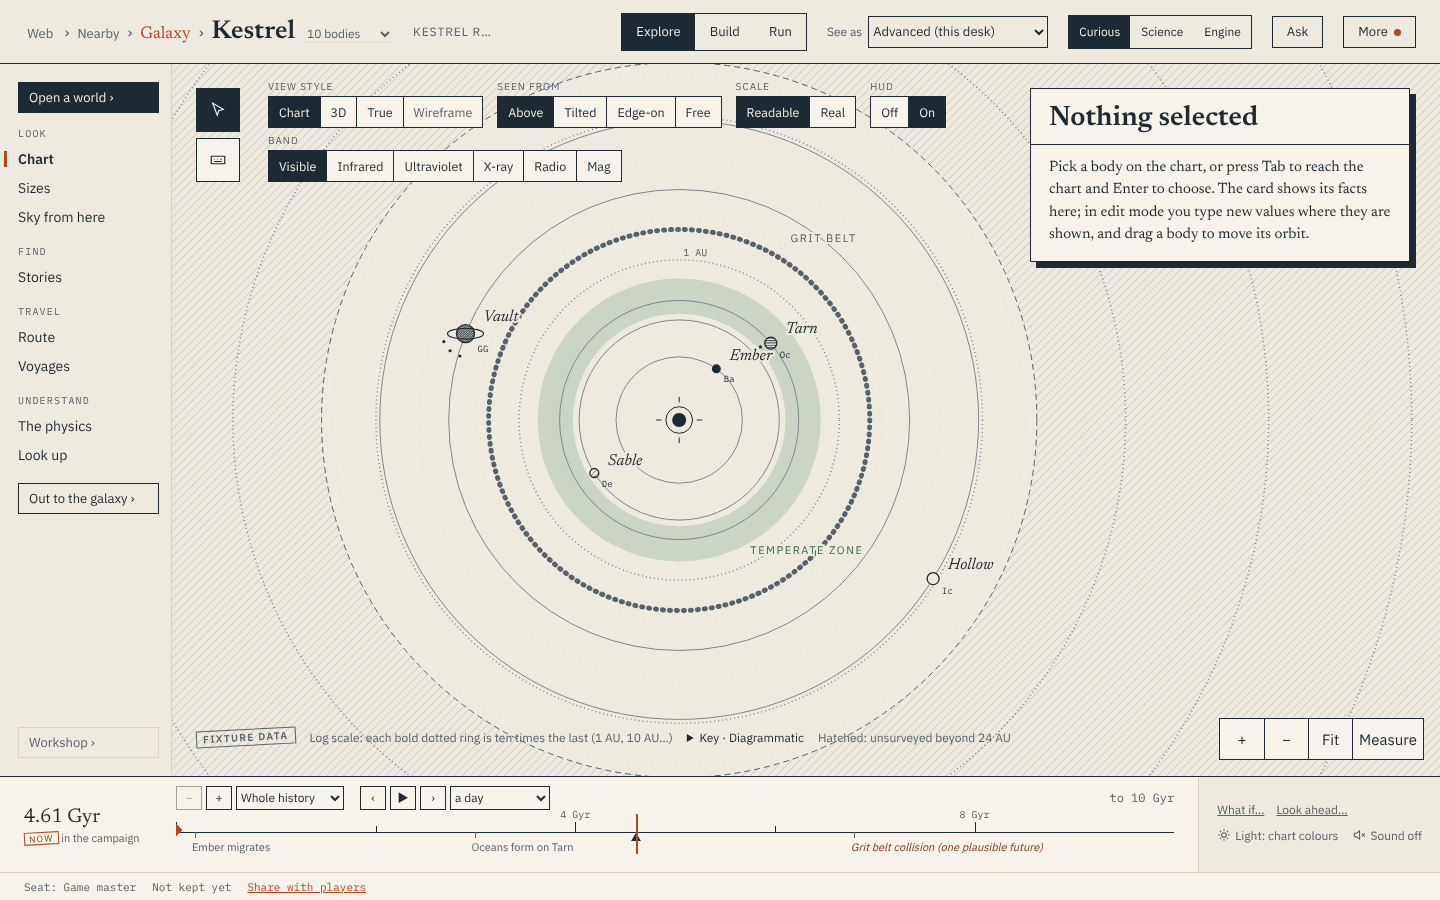 Web › Nearby › Galaxy › Kestrel 10 bodies KESTREL R…
Explore Build Run See as Advanced (this desk) Curious Science Engine Ask More
Open a world ›
LOOK
Chart
Sizes
Sky from here
FIND
Stories
TRAVEL
Route
Voyages
UNDERSTAND
The physics
Look up
Out to the galaxy ›
Workshop ›
VIEW STYLE
Chart 3D True Wireframe
SEEN FROM
Above Tilted Edge-on Free
SCALE
Readable Real
HUD
Off On
BAND
Visible Infrared Ultraviolet X-ray Radio Mag
Nothing selected
Pick a body on the chart, or press Tab to reach the
chart and Enter to choose. The card shows its facts
here; in edit mode you type new values where they are
shown, and drag a body to move its orbit.
GRIT BELT
1 AU
Vault
GG
Tarn
Oc
Ember
Ba
Sable
De
TEMPERATE ZONE
Hollow
Ic
FIXTURE DATA Log scale: each bold dotted ring is ten times the last (1 AU, 10 AU…) ▶ Key · Diagrammatic Hatched: unsurveyed beyond 24 AU
+ − Fit Measure
4.61 Gyr
NOW in the campaign
− + Whole history ‹ ▶ › a day to 10 Gyr
4 Gyr 8 Gyr
Ember migrates Oceans form on Tarn Grit belt collision (one plausible future)
What if… Look ahead…
Light: chart colours Sound off
Seat: Game master Not kept yet Share with players